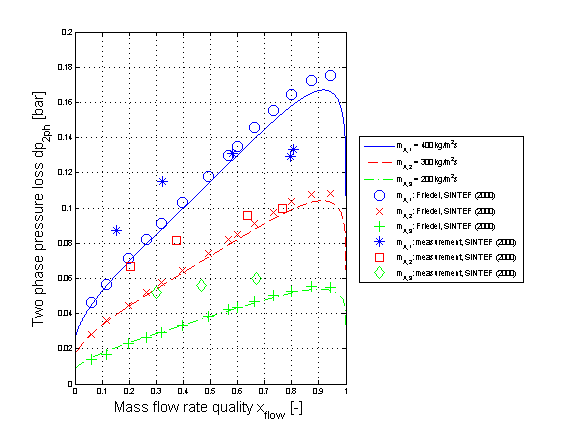 Two phase pressure loss dp2ph [bar]
0.2
0.18
0.16
0.14
0.12
0.1
0.08
0.06
0.04
0.02
0
0 0.1 0.2 0.3 0.4 0.5 0.6 0.7 0.8 0.9 1
Mass flow rate quality xflow [-]
mA,1 = 400 kg/m²s
mA,2 = 300 kg/m²s
mA,3 = 200 kg/m²s
mA,1: Friedel, SINTEF (2000)
mA,2: Friedel, SINTEF (2000)
mA,3: Friedel, SINTEF (2000)
mA,1: measurement, SINTEF (2000)
mA,2: measurement, SINTEF (2000)
mA,3: measurement, SINTEF (2000)